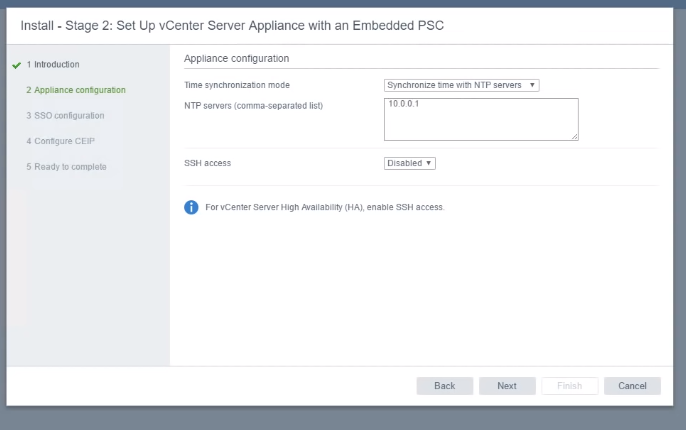 Install - Stage 2: Set Up vCenter Server Appliance with an Embedded PSC
1 Introduction
2 Appliance configuration
3 SSO configuration
4 Configure CEIP
5 Ready to complete
Appliance configuration
Time synchronization mode
Synchronize time with NTP servers
NTP servers (comma-separated list)
10.0.0.1
SSH access
Disabled
For vCenter Server High Availability (HA), enable SSH access.
Back
Next
Finish
Cancel